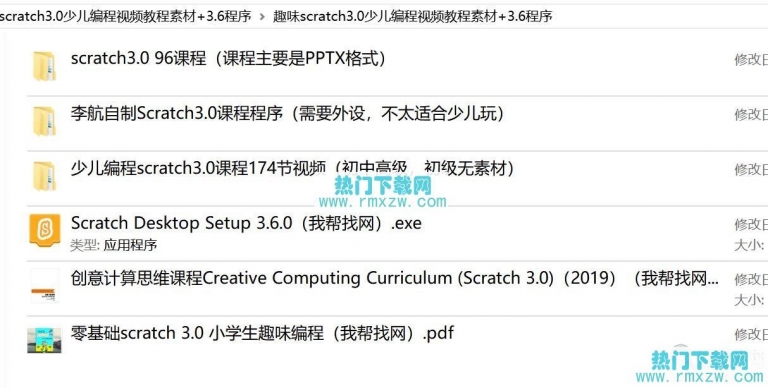 scratch3.0少儿编程视频教程素材+3.6程序 > 趣味scratch3.0少儿编程视频教程素材+3.6程序
scratch3.0 96课程（课程主要是PPTX格式）
修改日
李航自制Scratch3.0课程程序（需要外设，不太适合少儿玩）
修改日
少儿编程scratch3.0课程174节视频（初中高级，初级无素材）
修改日
热门下载网
www.rmxzw.com
Scratch Desktop Setup 3.6.0（我帮找网）.exe
修改日
类型: 应用程序
大小:
创意计算思维课程Creative Computing Curriculum (Scratch 3.0)（2019）（我帮找网...
修改日
大小:
零基础scratch 3.0 小学生趣味编程（我帮找网）.pdf
修改日
热门下载网
www.rmxzw.com